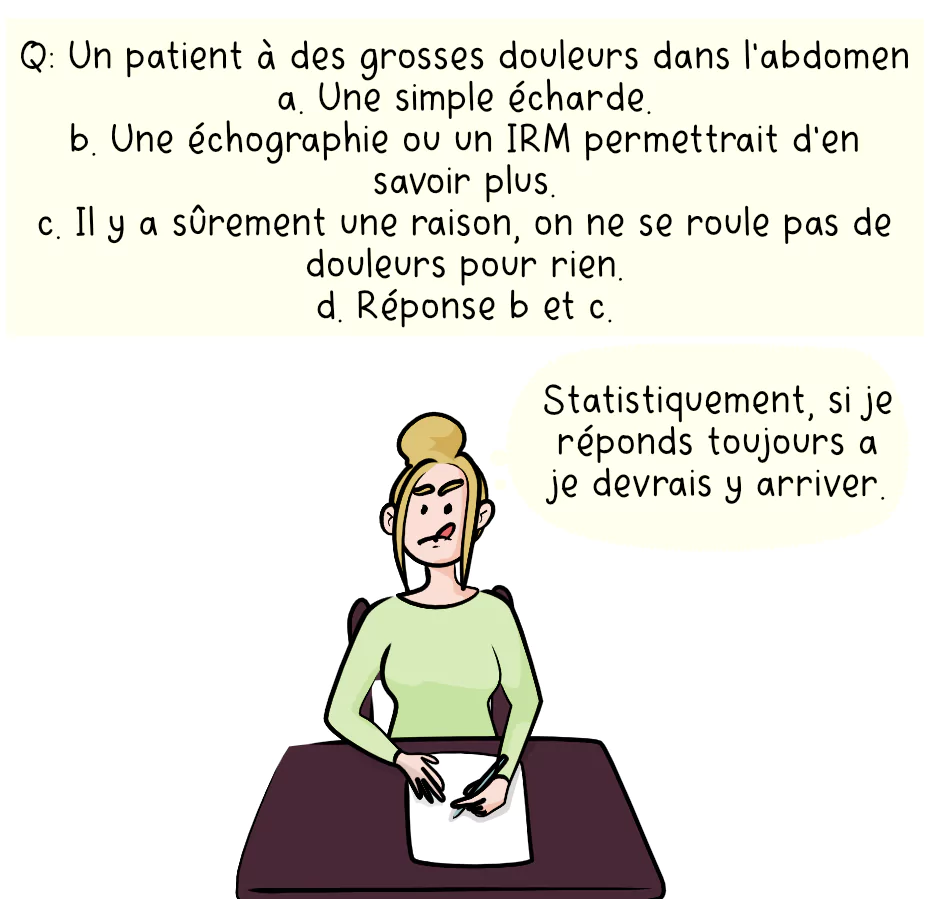 Q: Un patient à des grosses douleurs dans l'abdomen
a. Une simple écharde.
b. Une échographie ou un IRM permettrait d'en
savoir plus.
c. Il y a sûrement une raison, on ne se roule pas de
douleurs pour rien.
d. Réponse b et c.
Statistiquement, si je
réponds toujours a
je devrais y arriver.